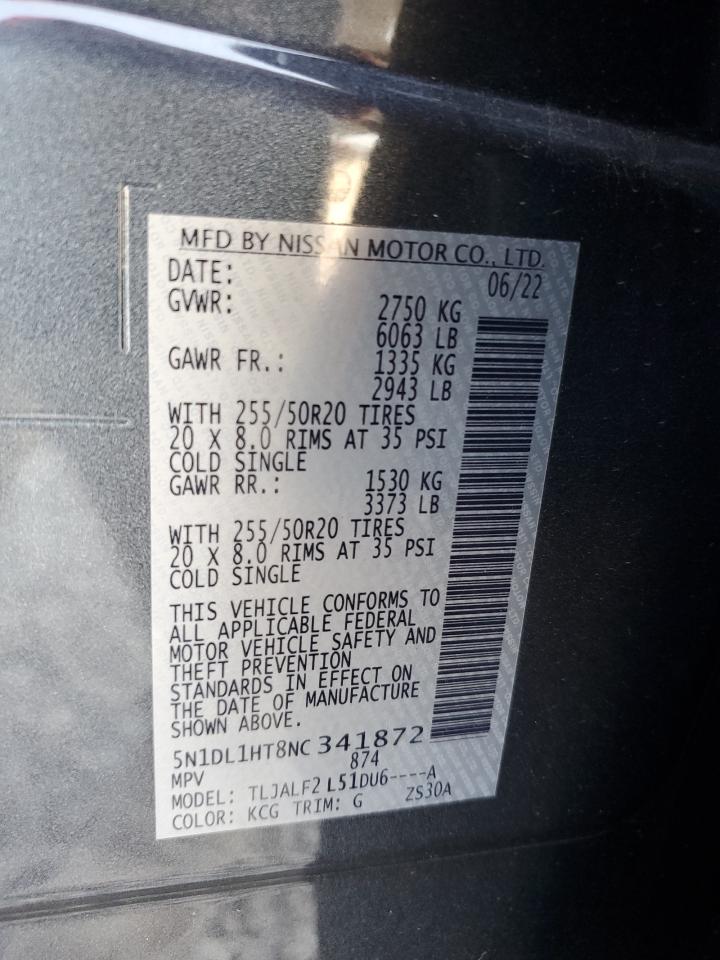 MFD BY NISSAN MOTOR CO., LTD.
DATE: 06/22
GVWR: 2750 KG
6063 LB
GAWR FR.: 1335 KG
2943 LB
WITH 255/50R20 TIRES
20 X 8.0 RIMS AT 35 PSI
COLD SINGLE
GAWR RR.: 1530 KG
3373 LB
WITH 255/50R20 TIRES
20 X 8.0 RIMS AT 35 PSI
COLD SINGLE
THIS VEHICLE CONFORMS TO
ALL APPLICABLE FEDERAL
MOTOR VEHICLE SAFETY AND
THEFT PREVENTION
STANDARDS IN EFFECT ON
THE DATE OF MANUFACTURE
SHOWN ABOVE.
5N1DL1HT8NC 341872
MPV 874
MODEL: TLJALF2 L51DU6----A
COLOR: KCG TRIM: G ZS30A